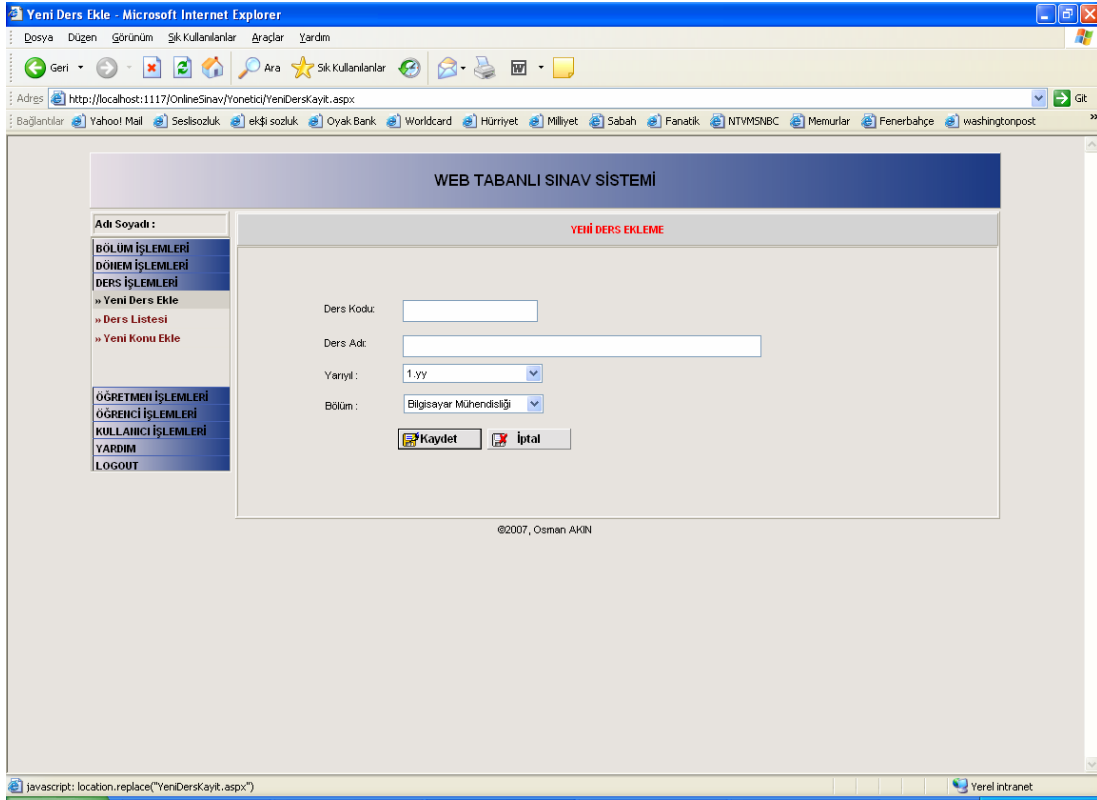 Yeni Ders Ekle - Microsoft Internet Explorer
Dosya Düzen Görünüm Sık Kullanılanlar Araçlar Yardım
Geri Ara Sık Kullanılanlar
Adres http://localhost:1117/OnlineSinav/Yonetici/YeniDersKayit.aspx Git
Bağlantılar Yahoo! Mail Seslisozluk ek$i sozluk Oyak Bank Worldcard Hürriyet Milliyet Sabah Fanatik NTVMSNBC Memurlar Fenerbahçe washingtonpost »
WEB TABANLI SINAV SİSTEMİ
Adı Soyadı :
YENİ DERS EKLEME
BÖLÜM İŞLEMLERİ
DÖNEM İŞLEMLERİ
DERS İŞLEMLERİ
» Yeni Ders Ekle
» Ders Listesi
» Yeni Konu Ekle
ÖĞRETMEN İŞLEMLERİ
ÖĞRENCİ İŞLEMLERİ
KULLANICI İŞLEMLERİ
YARDIM
LOGOUT
Ders Kodu:
Ders Adı:
Yarıyıl : 1.yy
Bölüm : Bilgisayar Mühendisliği
Kaydet İptal
©2007, Osman AKIN
javascript: location.replace("YeniDersKayit.aspx") Yerel intranet